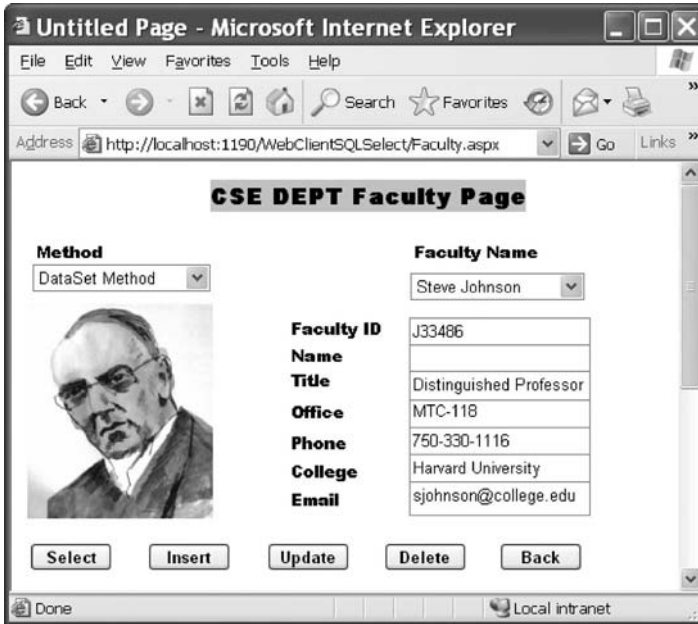 Untitled Page - Microsoft Internet Explorer
File Edit View Favorites Tools Help
Back Search Favorites »
Address http://localhost:1190/WebClientSQLSelect/Faculty.aspx Go Links »
CSE DEPT Faculty Page
Method Faculty Name
DataSet Method Steve Johnson
Faculty ID J33486
Name
Title Distinguished Professor
Office MTC-118
Phone 750-330-1116
College Harvard University
Email sjohnson@college.edu
Select Insert Update Delete Back
Done Local intranet